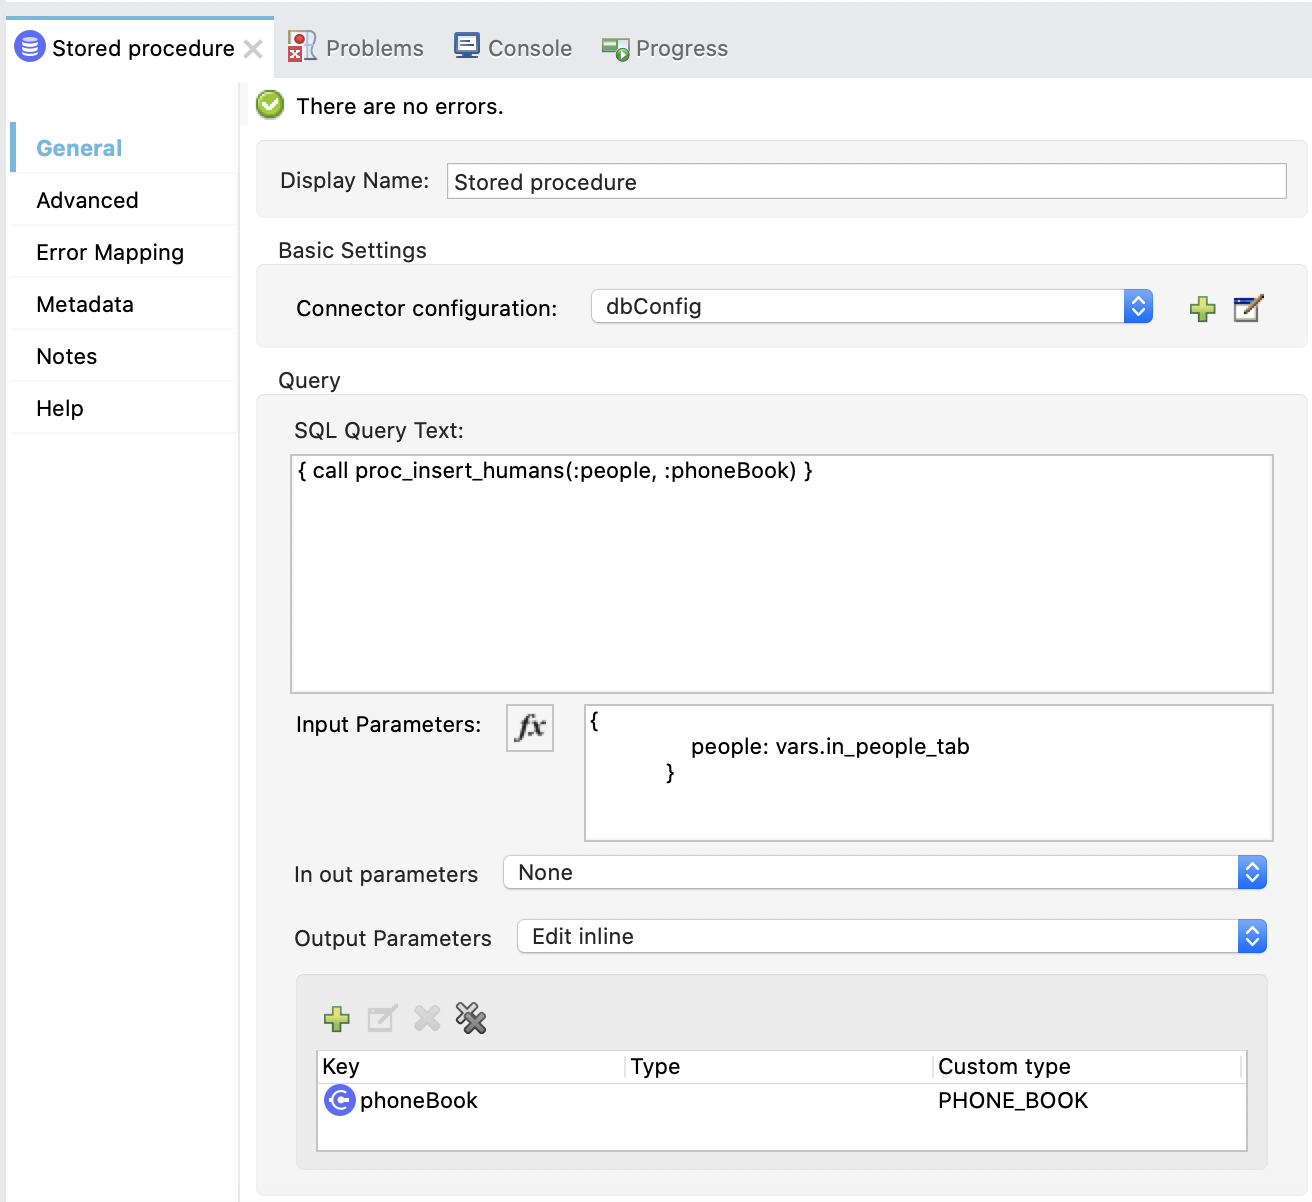 Stored procedure
Problems
Console
Progress
There are no errors.
General
Advanced
Error Mapping
Metadata
Notes
Help
Display Name:
Stored procedure
Basic Settings
Connector configuration:
dbConfig
Query
SQL Query Text:
{ call proc_insert_humans(:people, :phoneBook) }
Input Parameters:
fx
{
people: vars.in_people_tab
}
In out parameters
None
Output Parameters
Edit inline
Key
Type
Custom type
phoneBook
PHONE_BOOK